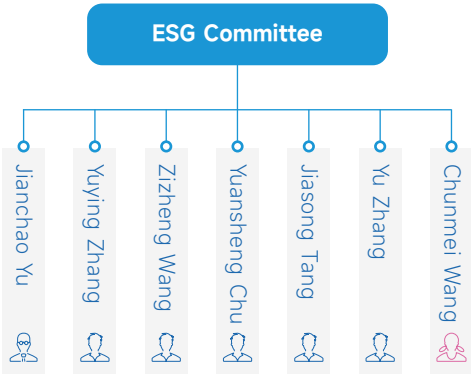 ESG Committee
Jianchao Yu
Yuying Zhang
Zizheng Wang
Yuansheng Chu
Jiasong Tang
Yu Zhang
Chunmei Wang